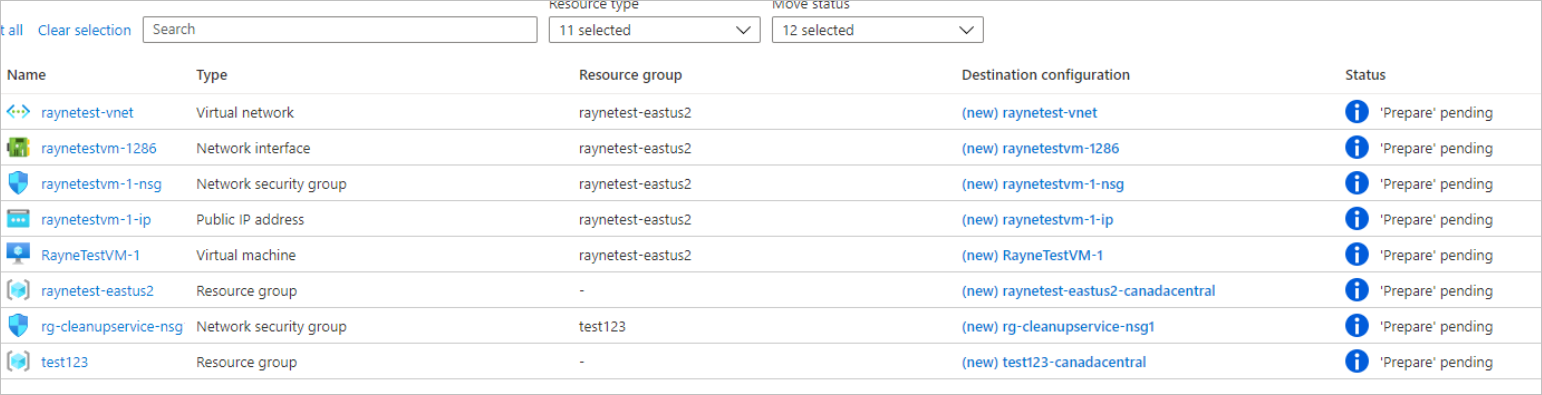 Resource type Move status
t all Clear selection Search 11 selected 12 selected
Name Type Resource group Destination configuration Status
raynetest-vnet Virtual network raynetest-eastus2 (new) raynetest-vnet 'Prepare' pending
raynetestvm-1286 Network interface raynetest-eastus2 (new) raynetestvm-1286 'Prepare' pending
raynetestvm-1-nsg Network security group raynetest-eastus2 (new) raynetestvm-1-nsg 'Prepare' pending
raynetestvm-1-ip Public IP address raynetest-eastus2 (new) raynetestvm-1-ip 'Prepare' pending
RayneTestVM-1 Virtual machine raynetest-eastus2 (new) RayneTestVM-1 'Prepare' pending
raynetest-eastus2 Resource group - (new) raynetest-eastus2-canadacentral 'Prepare' pending
rg-cleanupservice-nsg1 Network security group test123 (new) rg-cleanupservice-nsg1 'Prepare' pending
test123 Resource group - (new) test123-canadacentral 'Prepare' pending